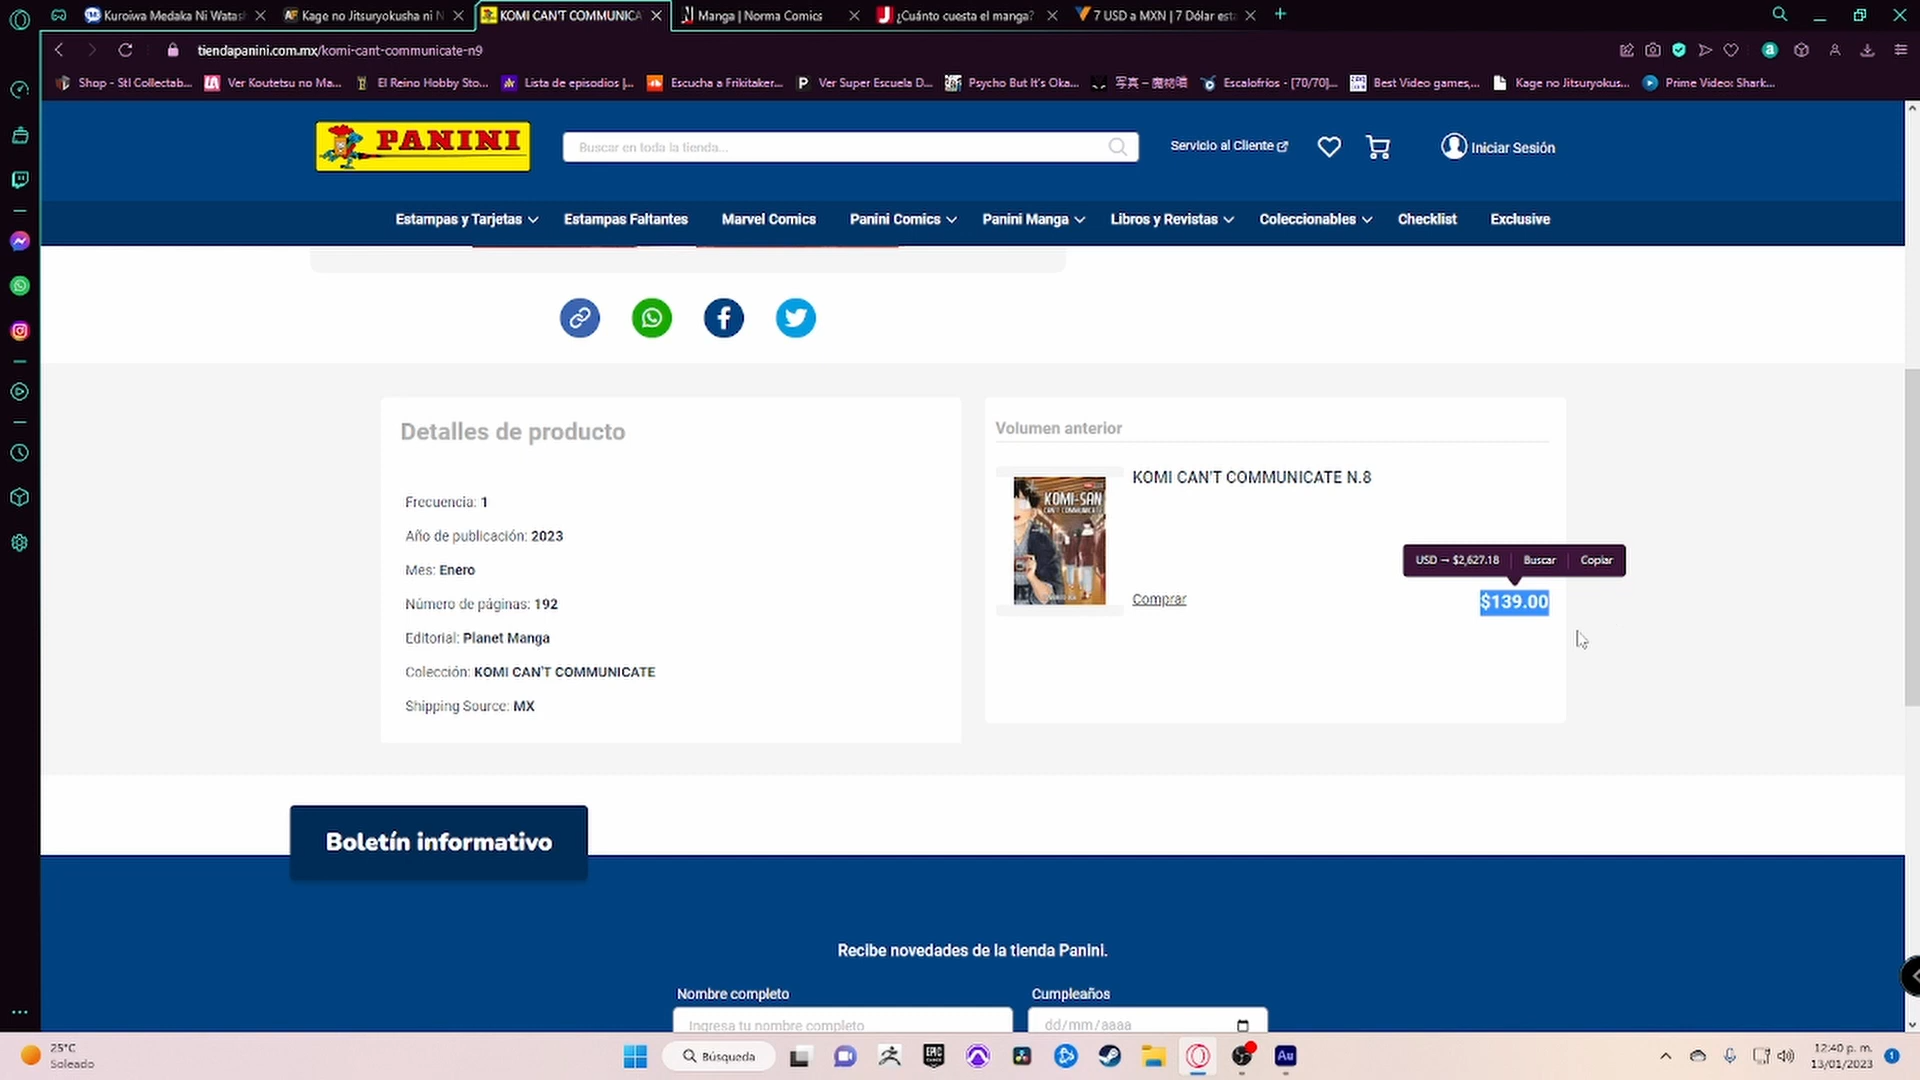 Kuroiwa Medaka Ni Watash
Kage no Jitsuryokusha ni N
KOMI CAN'T COMMUNICA
Manga | Norma Comics
¿Cuánto cuesta el manga?
7 USD a MXN | 7 Dólar esta
tiendapanini.com.mx/komi-cant-communicate-n9
Shop - Stl Collectab...
Ver Koutetsu no Ma...
El Reino Hobby Sto...
Lista de episodios |...
Escucha a Frikitaker...
Ver Super Escuela D...
Psycho But It's Oka...
Escalofríos - [70/70]...
Best Video games,...
Kage no Jitsuryokus...
Prime Video: Shark...
PANINI
Buscar en toda la tienda...
Servicio al Cliente
Iniciar Sesión
Estampas y Tarjetas
Estampas Faltantes
Marvel Comics
Panini Comics
Panini Manga
Libros y Revistas
Coleccionables
Checklist
Exclusive
Detalles de producto
Frecuencia: 1
Año de publicación: 2023
Mes: Enero
Número de páginas: 192
Editorial: Planet Manga
Colección: KOMI CAN'T COMMUNICATE
Shipping Source: MX
Volumen anterior
KOMI CAN'T COMMUNICATE N.8
KOMI-SAN
CAN'T COMMUNICATE
USD → $2,627.18
Buscar
Copiar
Comprar
$139.00
Boletín informativo
Recibe novedades de la tienda Panini.
Nombre completo
Cumpleaños
Ingresa tu nombre completo
dd/mm/aaaa
25°C
Soleado
Búsqueda
EPIC
GAMES
Au
12:40 p. m.
13/01/2023
1